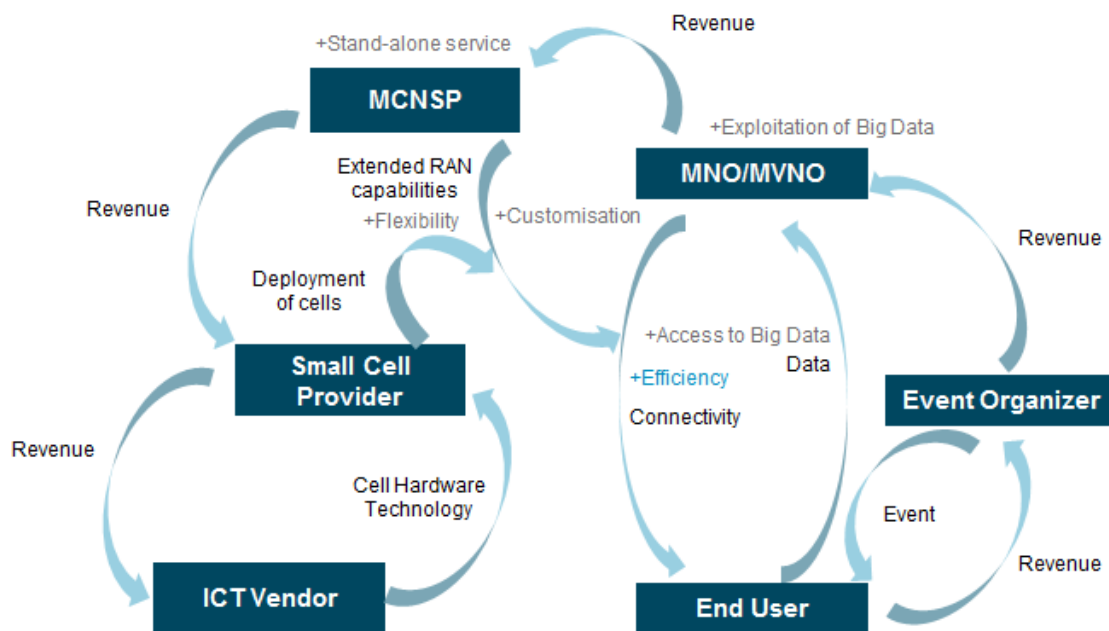 Revenue
+Stand-alone service
MCNSP
+Exploitation of Big Data
Extended RAN
capabilities
MNO/MVNO
Revenue
+Flexibility
+Customisation
Revenue
Deployment
of cells
+Access to Big Data
Data
Small Cell
Provider
+Efficiency
Event Organizer
Connectivity
Revenue
Cell Hardware
Technology
Event
Revenue
ICT Vendor
End User